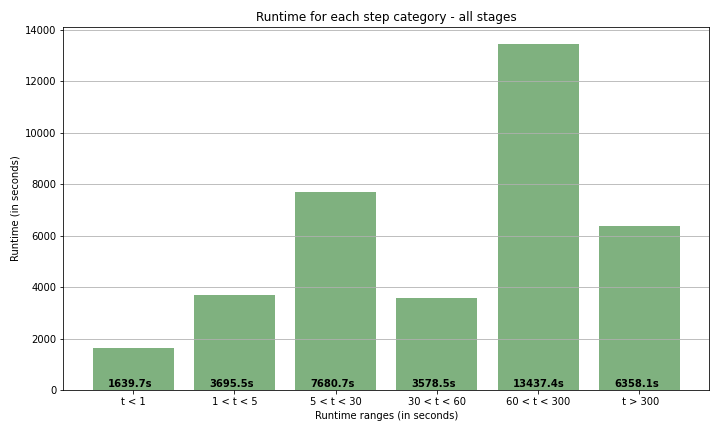 Runtime for each step category - all stages
14000
12000
10000
8000
6000
4000
2000
0
Runtime (in seconds)
1639.7s 3695.5s 7680.7s 3578.5s 13437.4s 6358.1s
t < 1 1 < t < 5 5 < t < 30 30 < t < 60 60 < t < 300 t > 300
Runtime ranges (in seconds)